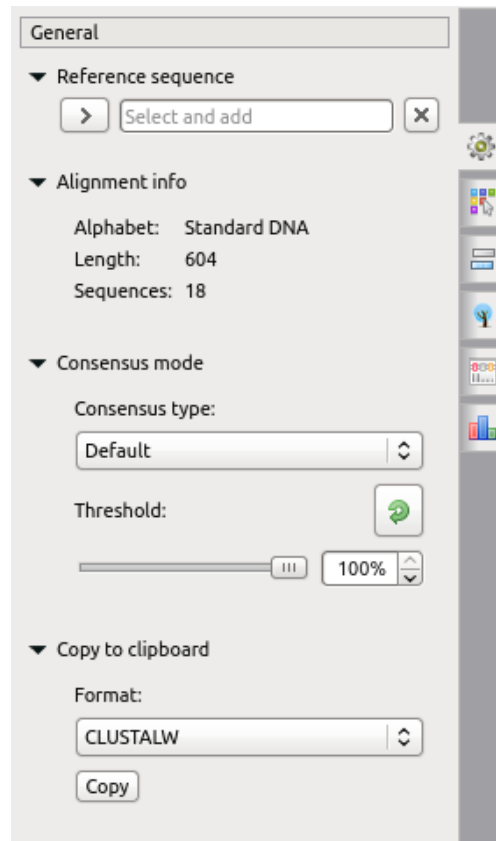 General
Reference sequence
Select and add
Alignment info
Alphabet: Standard DNA
Length: 604
Sequences: 18
Consensus mode
Consensus type:
Default
Threshold:
100%
Copy to clipboard
Format:
CLUSTALW
Copy